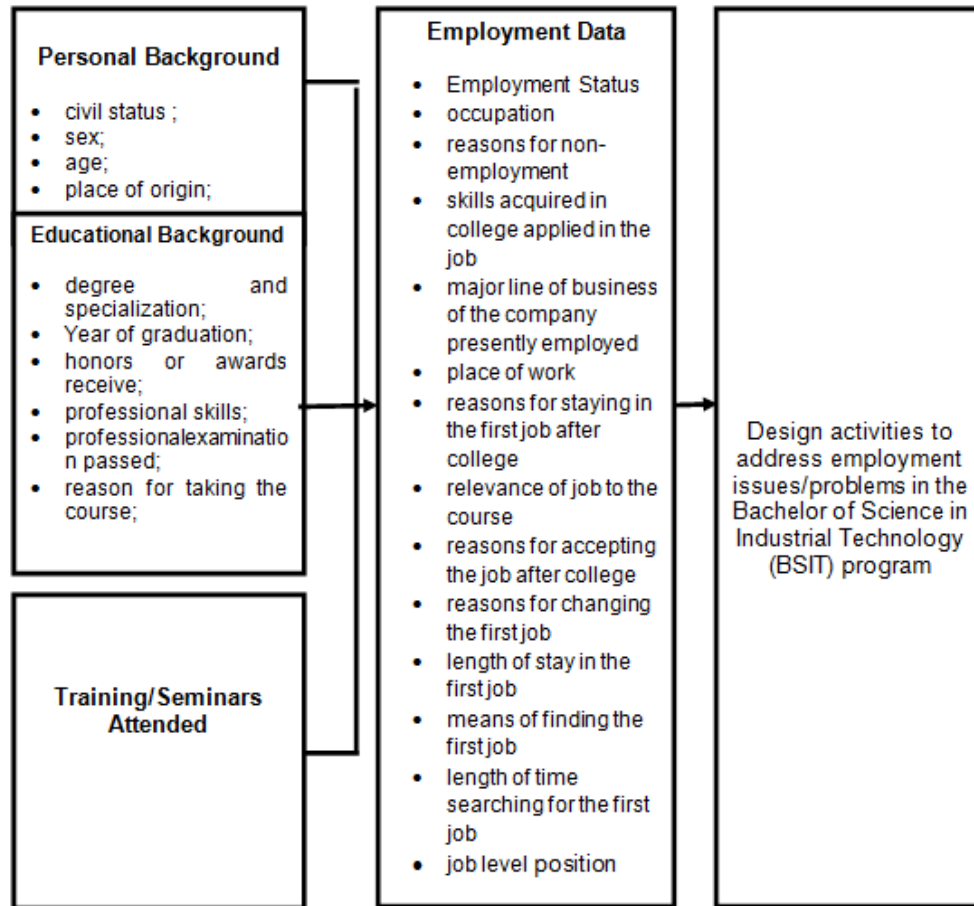 Personal Background
• civil status ;
• sex;
• age;
• place of origin;
Educational Background
• degree and
specialization;
• Year of graduation;
• honors or awards
receive;
• professional skills;
• professionalexaminatio
n passed;
• reason for taking the
course;
Training/Seminars
Attended
Employment Data
• Employment Status
• occupation
• reasons for non-
employment
• skills acquired in
college applied in the
job
• major line of business
of the company
presently employed
• place of work
• reasons for staying in
the first job after
college
• relevance of job to the
course
• reasons for accepting
the job after college
• reasons for changing
the first job
• length of stay in the
first job
• means of finding the
first job
• length of time
searching for the first
job
• job level position
Design activities to
address employment
issues/problems in the
Bachelor of Science in
Industrial Technology
(BSIT) program